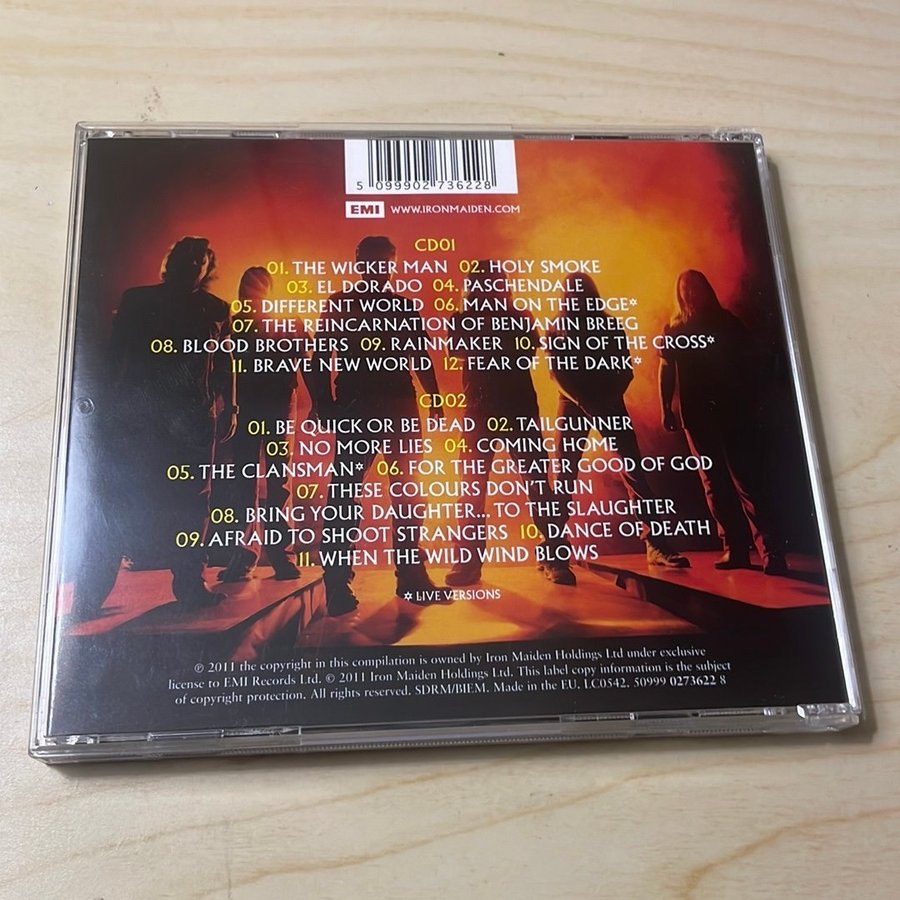 5 099902 736228
EMI WWW.IRONMAIDEN.COM
CD01
01. THE WICKER MAN 02. HOLY SMOKE
03. EL DORADO 04. PASCHENDALE
05. DIFFERENT WORLD 06. MAN ON THE EDGE*
07. THE REINCARNATION OF BENJAMIN BREEG
08. BLOOD BROTHERS 09. RAINMAKER 10. SIGN OF THE CROSS*
11. BRAVE NEW WORLD 12. FEAR OF THE DARK*
CD02
01. BE QUICK OR BE DEAD 02. TAILGUNNER
03. NO MORE LIES 04. COMING HOME
05. THE CLANSMAN* 06. FOR THE GREATER GOOD OF GOD
07. THESE COLOURS DON'T RUN
08. BRING YOUR DAUGHTER... TO THE SLAUGHTER
09. AFRAID TO SHOOT STRANGERS 10. DANCE OF DEATH
11. WHEN THE WILD WIND BLOWS
* LIVE VERSIONS
℗ 2011 the copyright in this compilation is owned by Iron Maiden Holdings Ltd under exclusive
license to EMI Records Ltd. © 2011 Iron Maiden Holdings Ltd. This label copy information is the subject
of copyright protection. All rights reserved. SDRM/BIEM. Made in the EU. LC0542. 50999 0273622 8